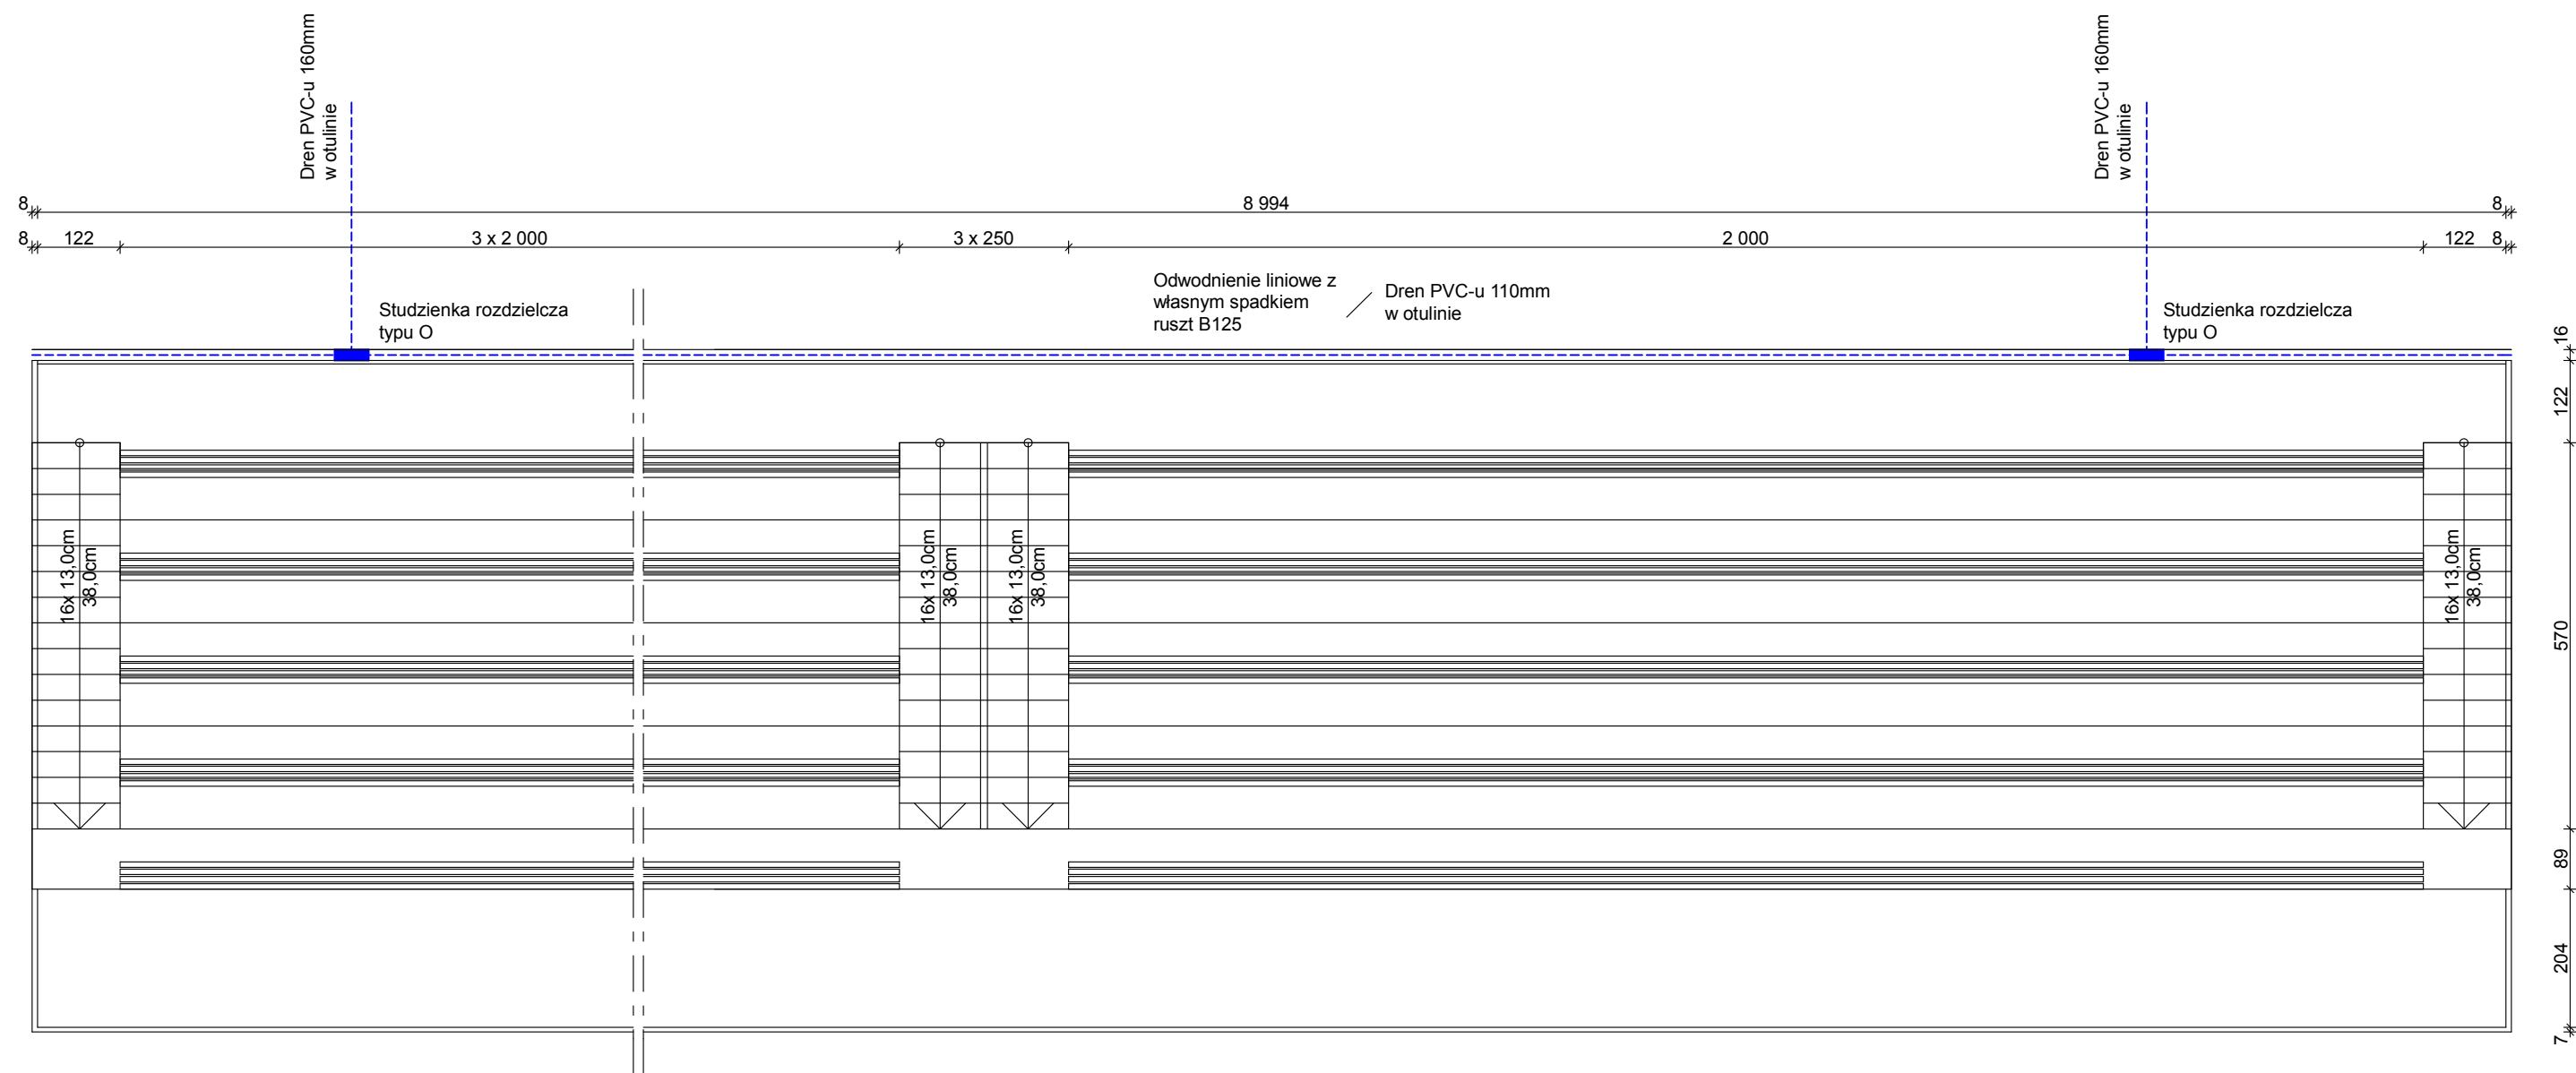 Dren PVC-u 160mm
w otulinie
Dren PVC-u 160mm
w otulinie
8
8 994
8
8
122
3 x 2 000
3 x 250
2 000
122
8
Studzienka rozdzielcza
typu O
Odwodnienie liniowe z
własnym spadkiem
ruszt B125
Dren PVC-u 110mm
w otulinie
Studzienka rozdzielcza
typu O
16
122
16x 13,0cm
38,0cm
16x 13,0cm
38,0cm
16x 13,0cm
38,0cm
16x 13,0cm
38,0cm
570
89
204
7